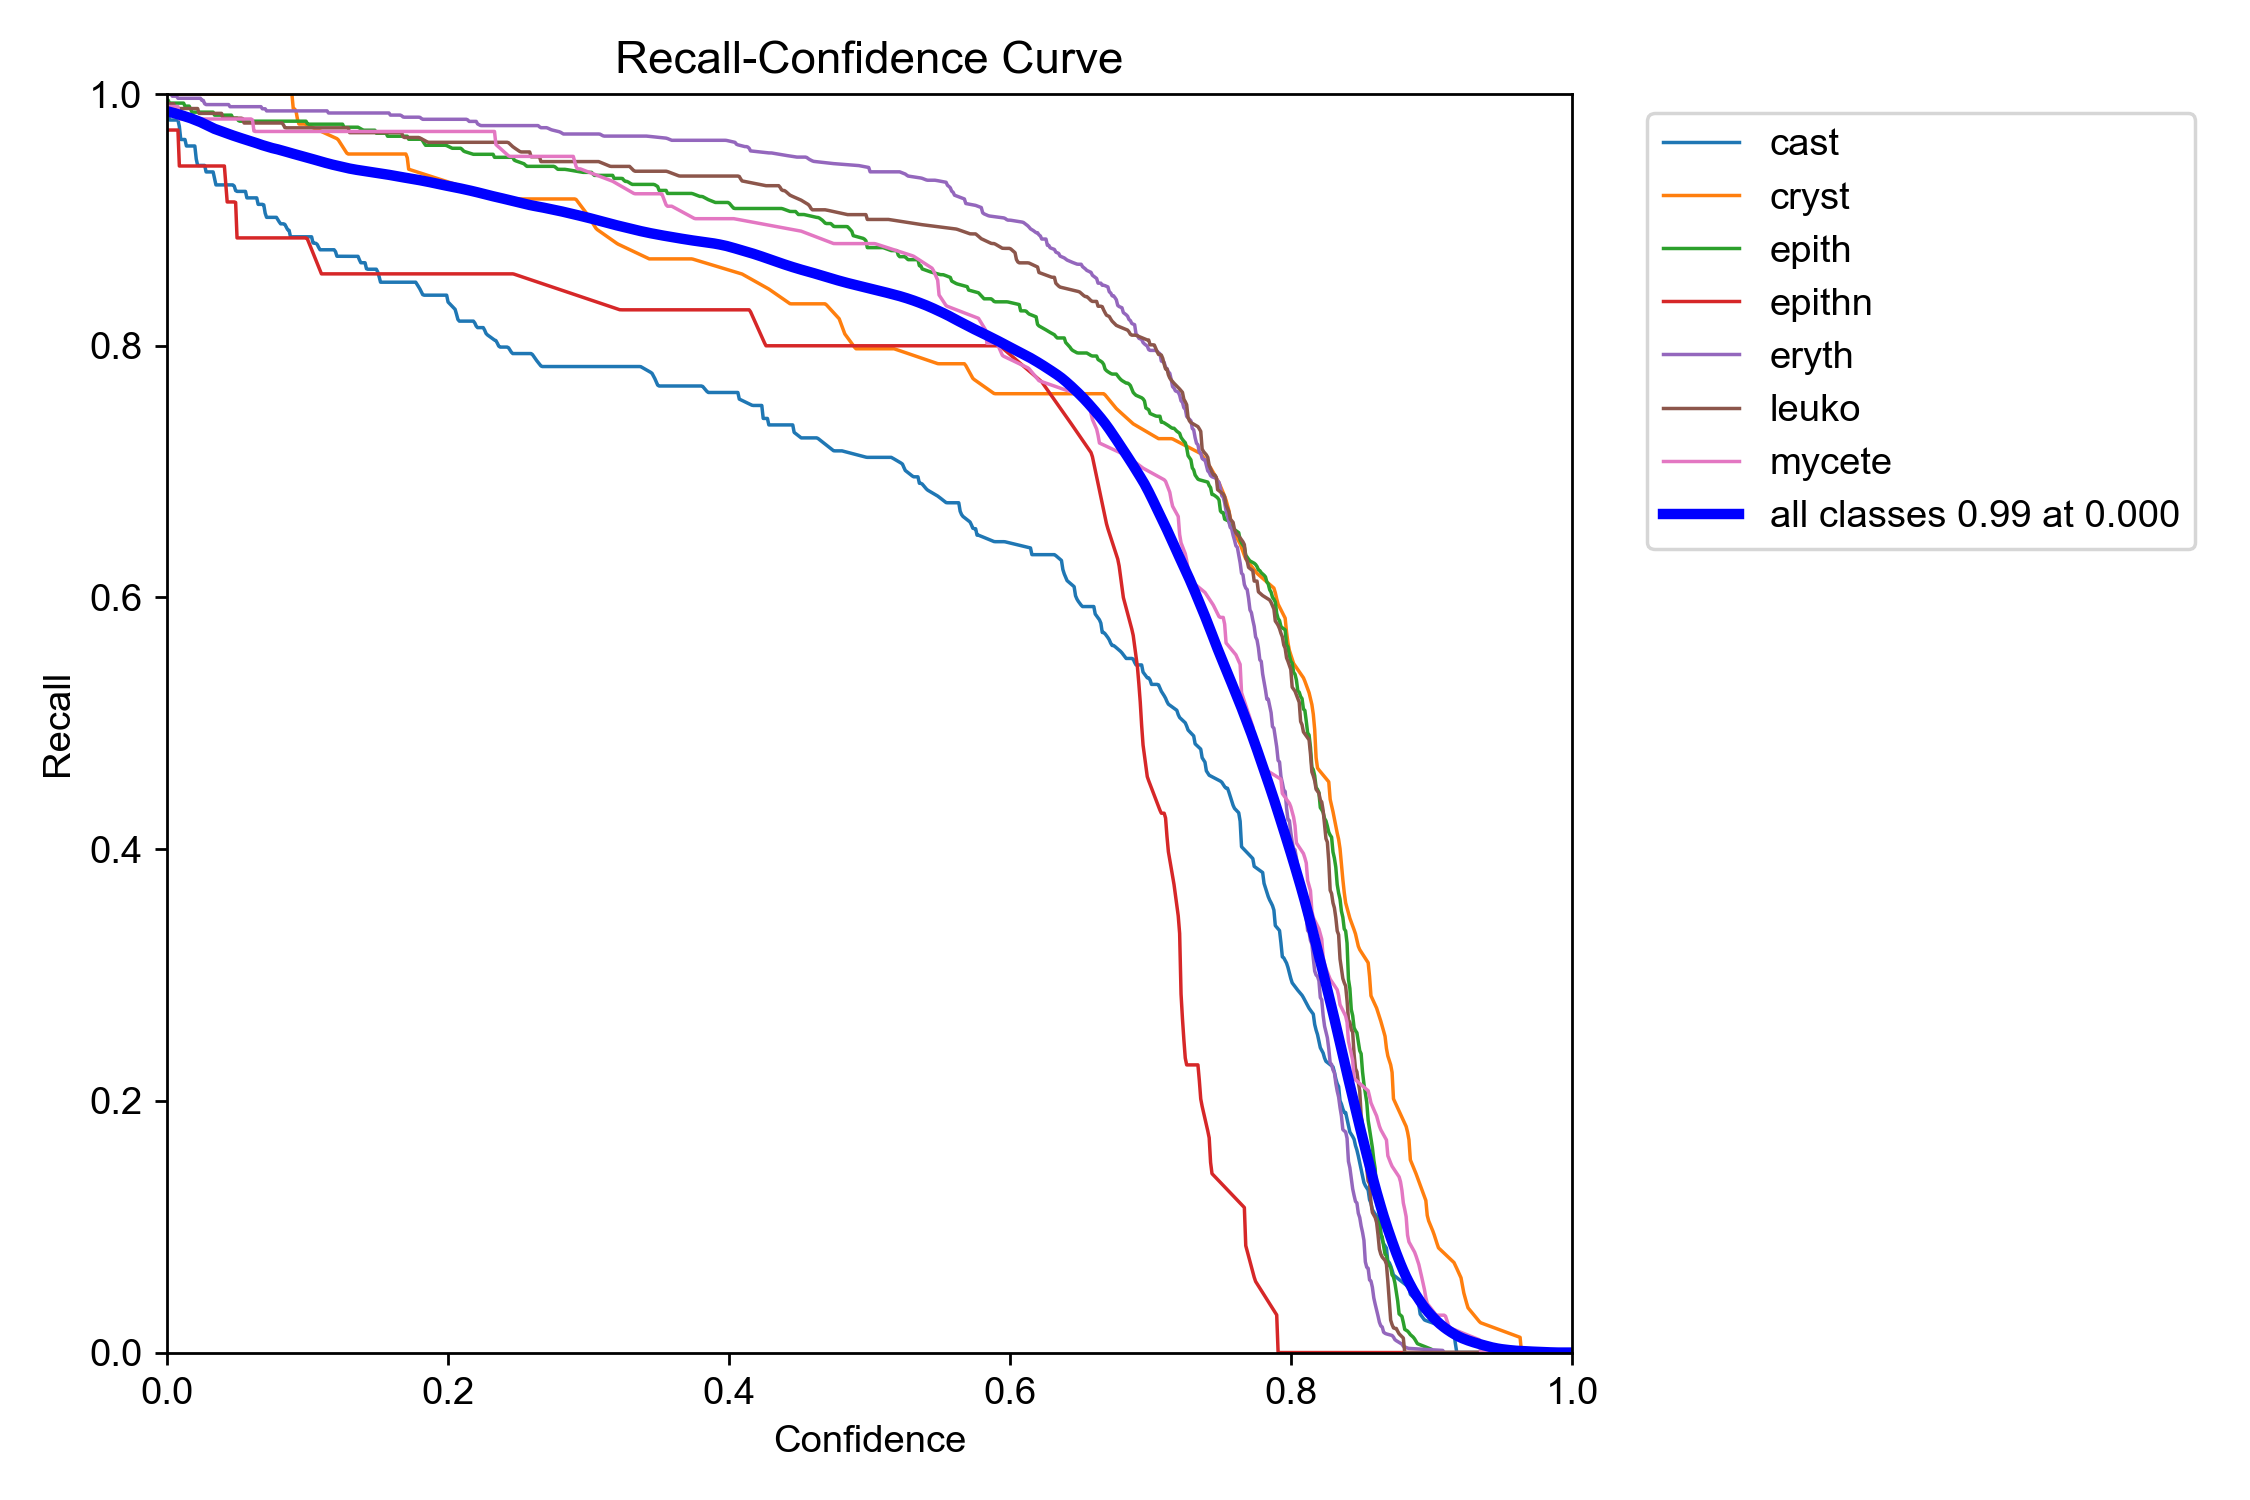 Recall-Confidence Curve
1.0
0.8
0.6
0.4
0.2
0.0
Recall
0.0 0.2 0.4 0.6 0.8 1.0
Confidence
cast
cryst
epith
epithn
eryth
leuko
mycete
all classes 0.99 at 0.000